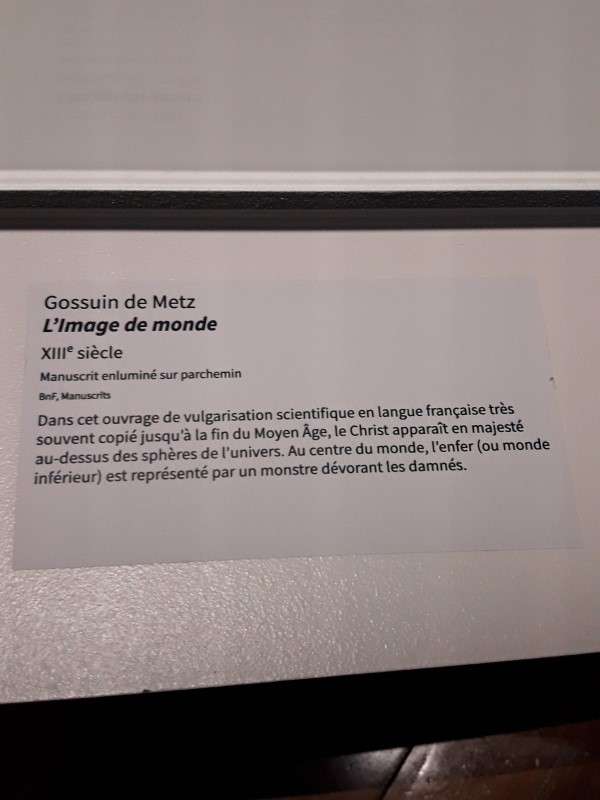 Gossuin de Metz
L'Image de monde
XIIIᵉ siècle
Manuscrit enluminé sur parchemin
BnF, Manuscrits
Dans cet ouvrage de vulgarisation scientifique en langue française très
souvent copié jusqu'à la fin du Moyen Âge, le Christ apparaît en majesté
au-dessus des sphères de l'univers. Au centre du monde, l'enfer (ou monde
inférieur) est représenté par un monstre dévorant les damnés.